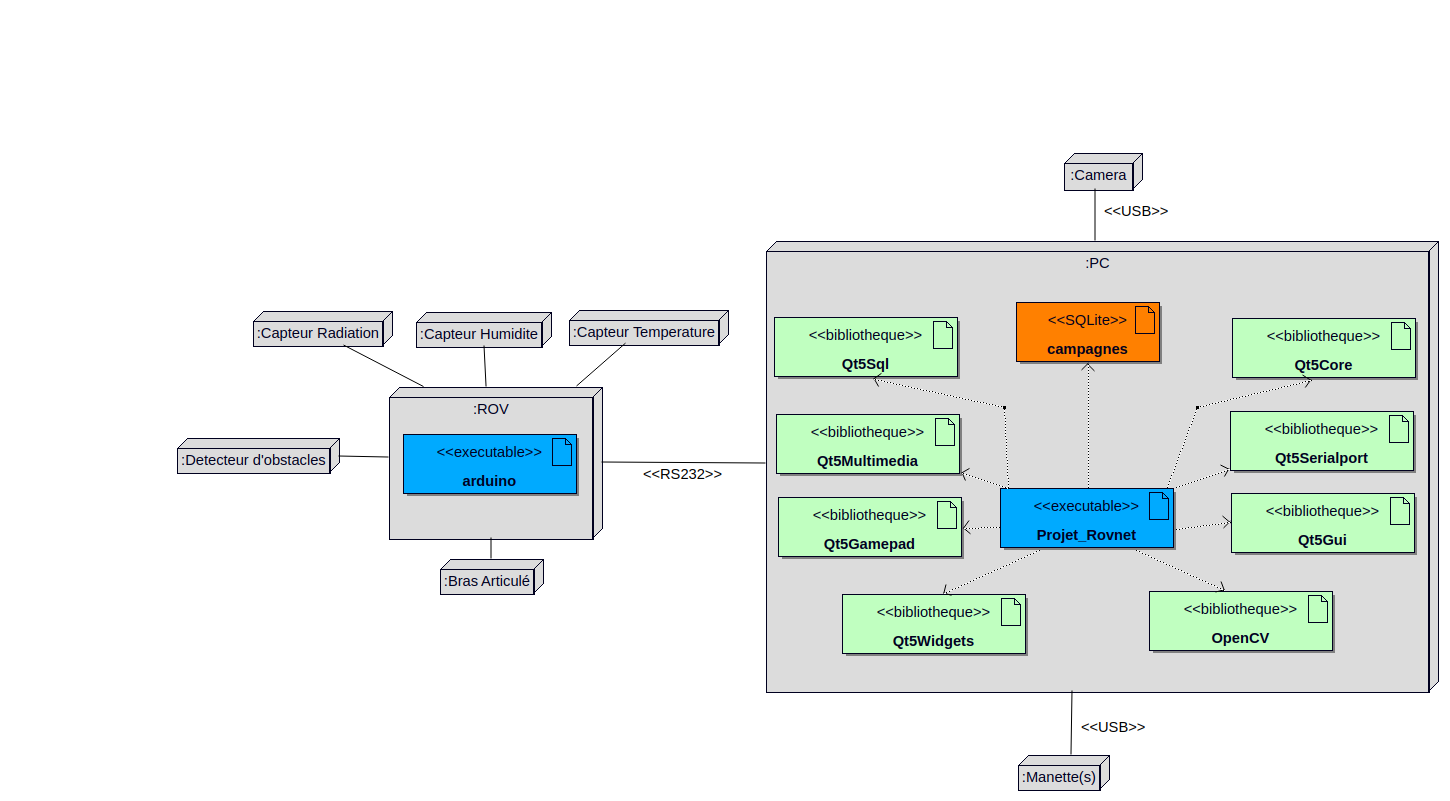 :Camera
<<USB>>
:PC
<<SQLite>>
campagnes
<<bibliotheque>>
Qt5Sql
<<bibliotheque>>
Qt5Core
:Capteur Radiation
:Capteur Humidite
:Capteur Temperature
:ROV
<<executable>>
arduino
:Detecteur d'obstacles
<<RS232>>
:Bras Articulé
<<bibliotheque>>
Qt5Multimedia
<<bibliotheque>>
Qt5Serialport
<<bibliotheque>>
Qt5Gamepad
<<executable>>
Projet_Rovnet
<<bibliotheque>>
Qt5Gui
<<bibliotheque>>
Qt5Widgets
<<bibliotheque>>
OpenCV
<<USB>>
:Manette(s)